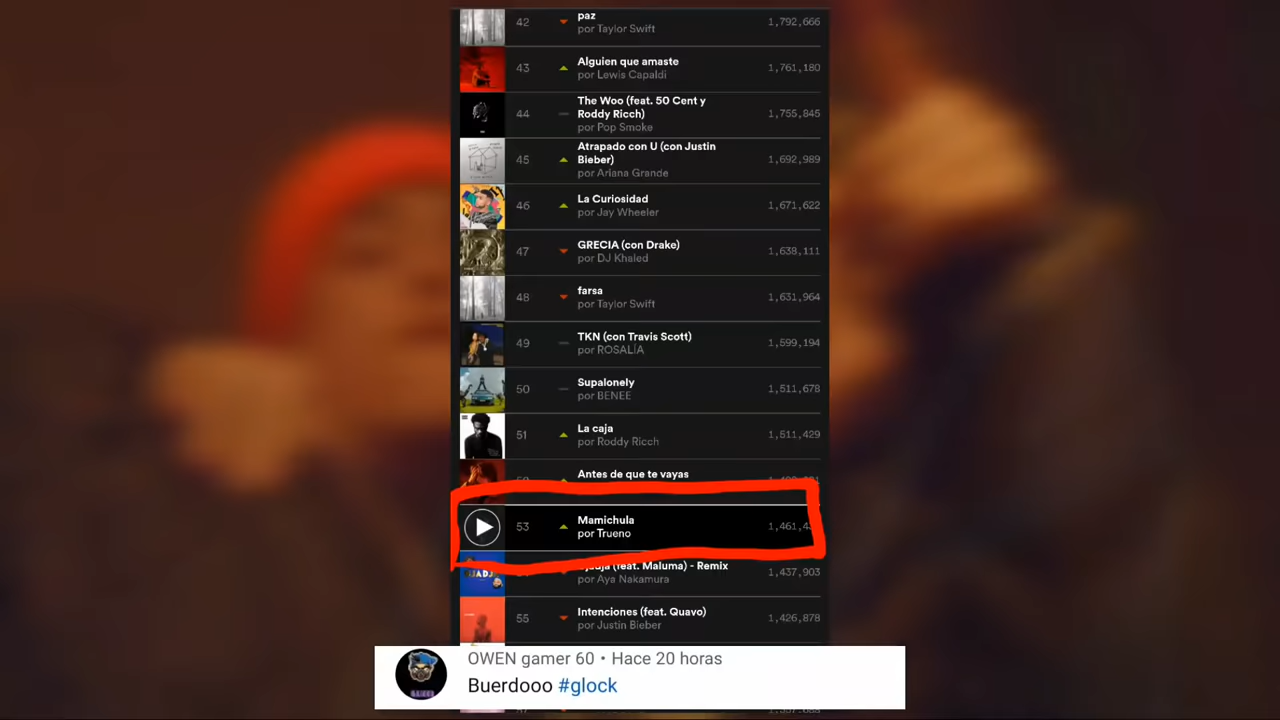 42 paz 1,792,666
por Taylor Swift
43 Alguien que amaste 1,761,180
por Lewis Capaldi
The Woo (feat. 50 Cent y
44 Roddy Ricch) 1,755,845
por Pop Smoke
Atrapado con U (con Justin
45 Bieber) 1,692,989
por Ariana Grande
46 La Curiosidad 1,671,622
por Jay Wheeler
47 GRECIA (con Drake) 1,638,111
por DJ Khaled
48 farsa 1,631,964
por Taylor Swift
49 TKN (con Travis Scott) 1,599,194
por ROSALÍA
50 Supalonely 1,511,678
por BENEE
51 La caja 1,511,429
por Roddy Ricch
Antes de que te vayas
53 Mamichula 1,461,4
por Trueno
(feat. Maluma) - Remix 1,437,903
por Aya Nakamura
55 Intenciones (feat. Quavo) 1,426,878
por Justin Bieber
OWEN gamer 60 • Hace 20 horas
Buerdooo #glock